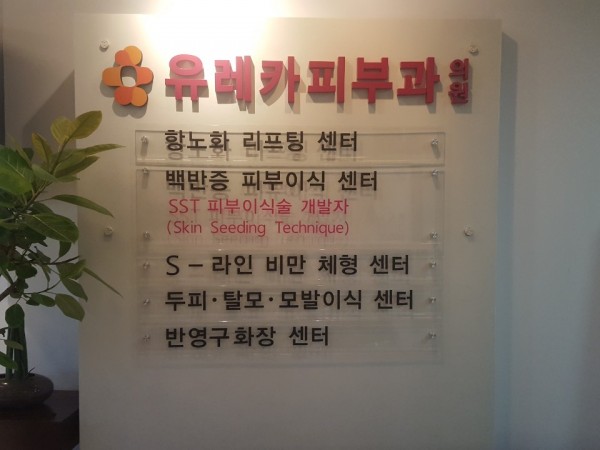 유레카피부과의원
항노화 리프팅 센터
백반증 피부이식 센터
SST 피부이식술 개발자
(Skin Seeding Technique)
S - 라인 비만 체형 센터
두피·탈모·모발이식 센터
반영구화장 센터